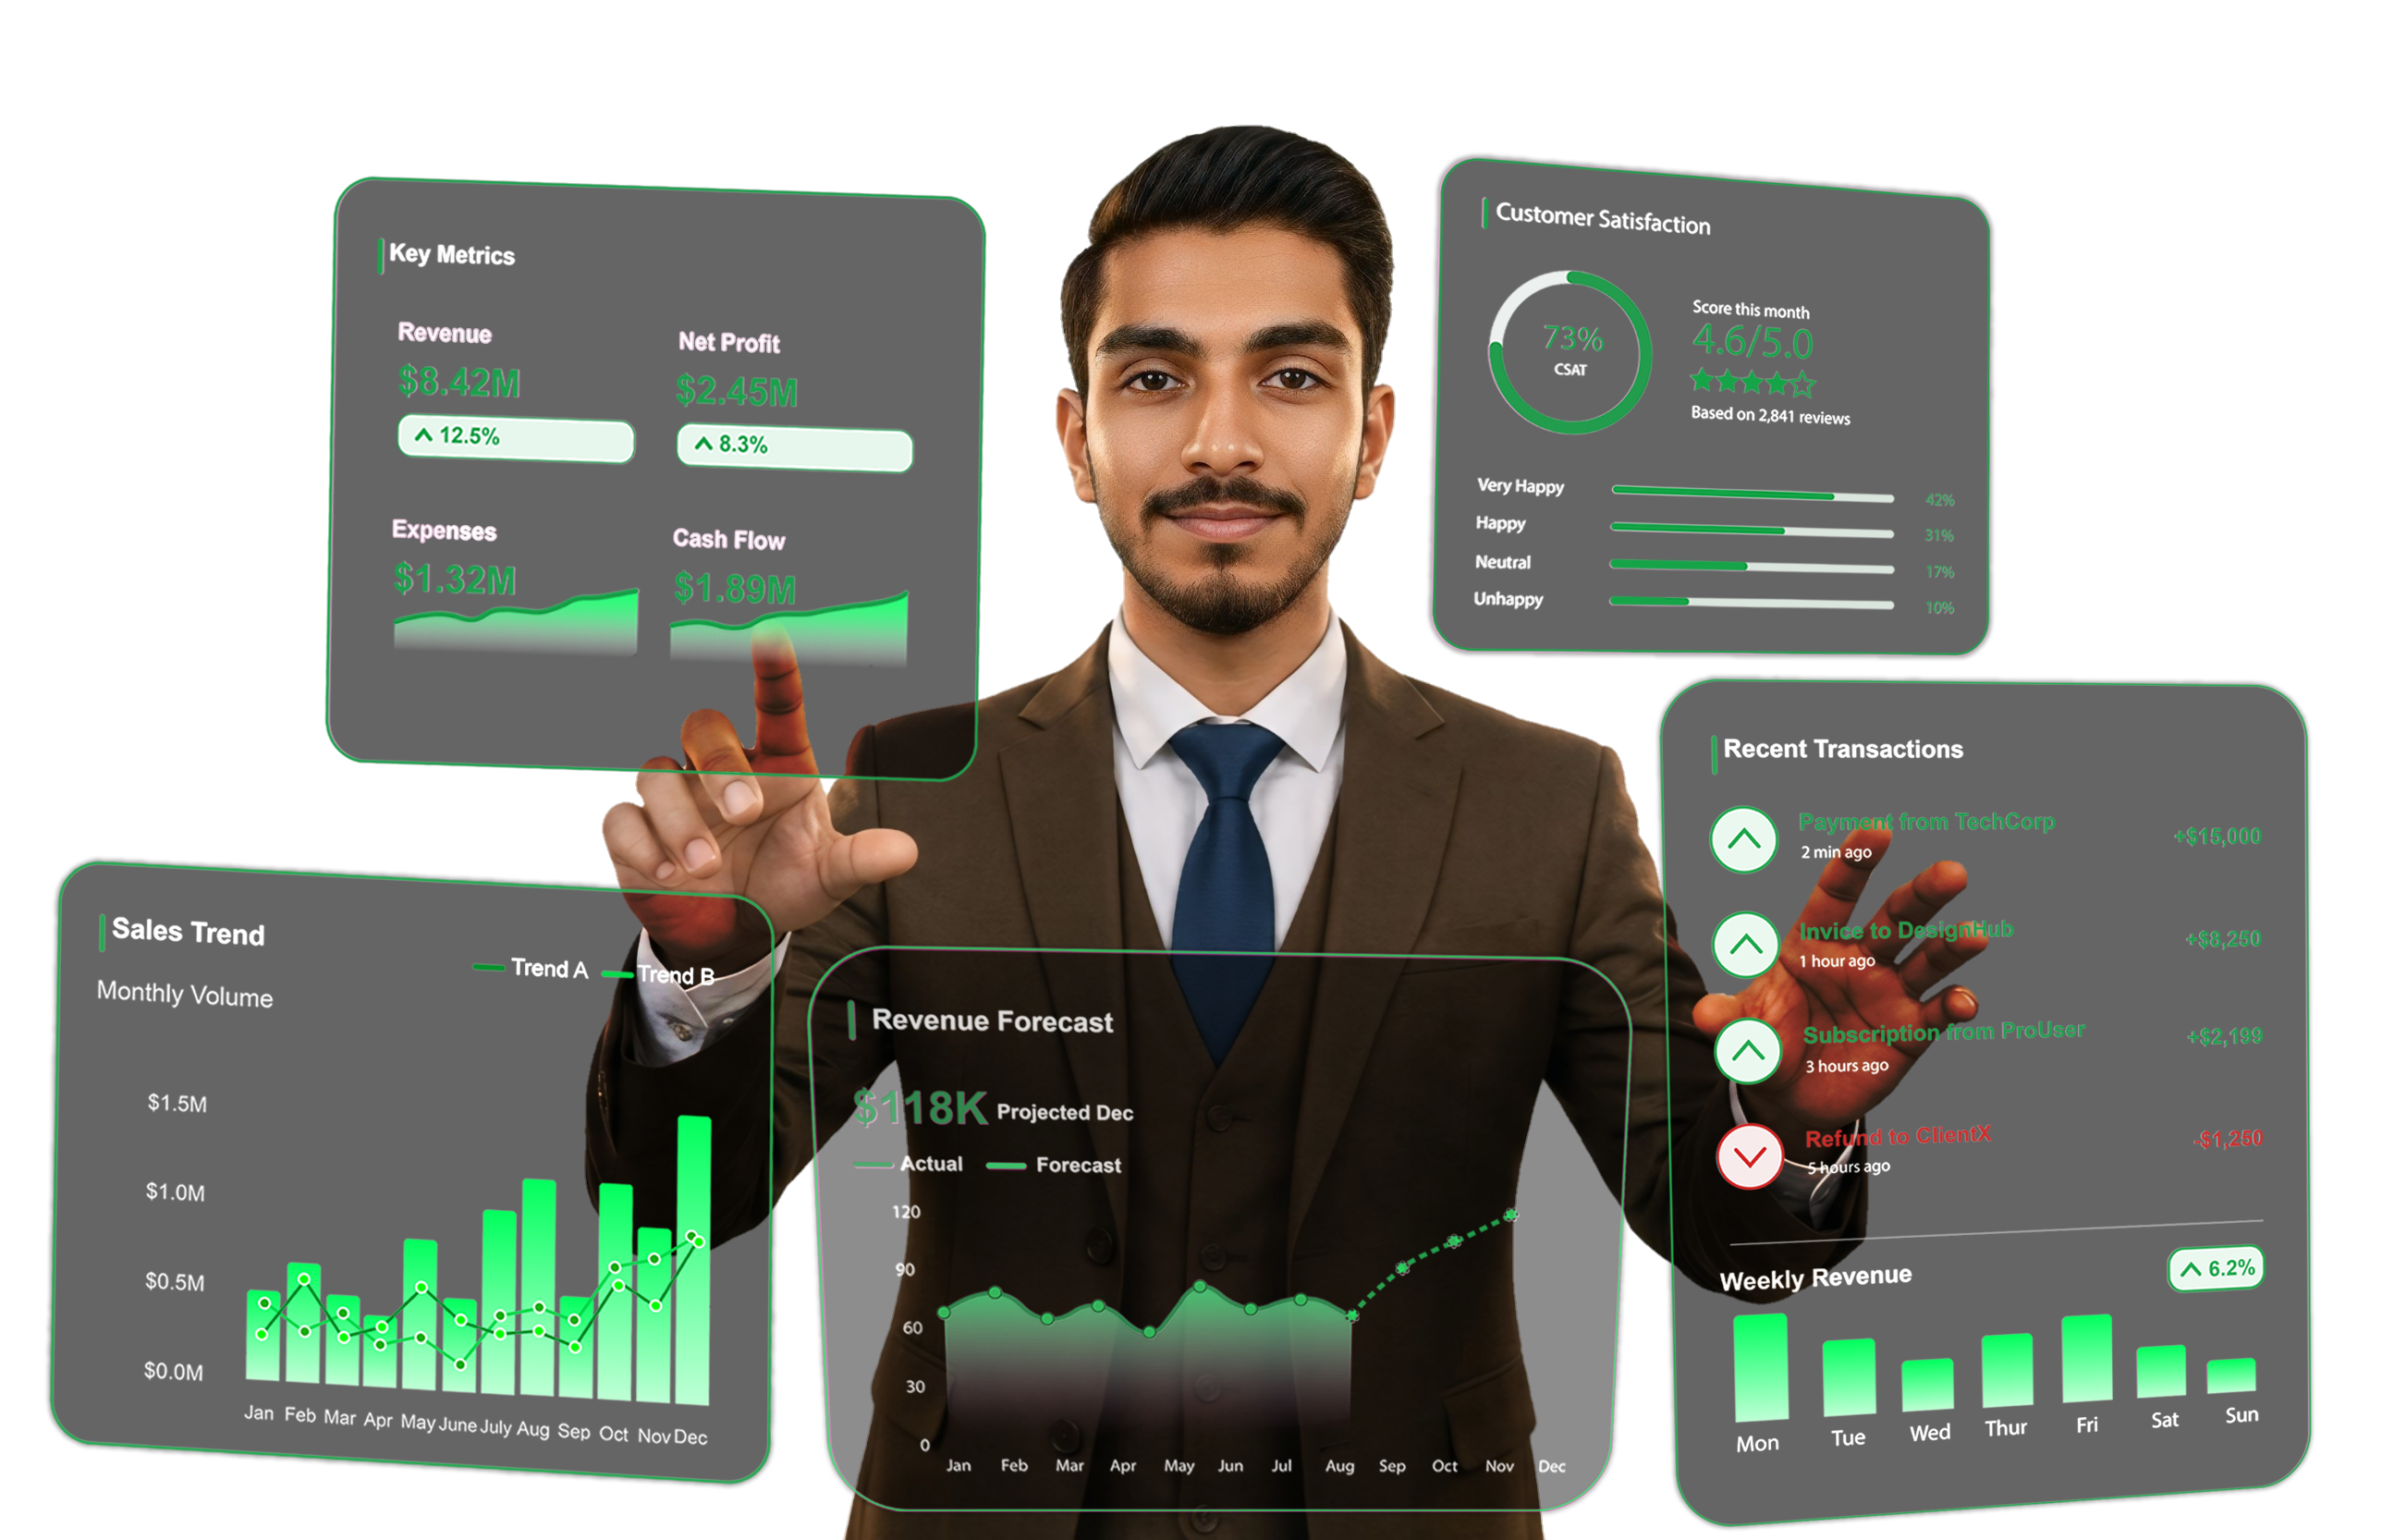 Key Metrics
Revenue
$8.42M
12.5%
Net Profit
$2.45M
8.3%
Expenses
$1.32M
Cash Flow
$1.89M
Customer Satisfaction
73%
CSAT
Score this month
4.6/5.0
Based on 2,841 reviews
Very Happy 42%
Happy 31%
Neutral 17%
Unhappy 10%
Sales Trend
Trend A Trend B
Monthly Volume
$1.5M
$1.0M
$0.5M
$0.0M
Jan Feb Mar Apr May June July Aug Sep Oct Nov Dec
Revenue Forecast
$118K Projected Dec
Actual Forecast
120
90
60
30
0
Jan Feb Mar Apr May Jun Jul Aug Sep Oct Nov Dec
Recent Transactions
Payment from TechCorp +$15,000
2 min ago
Invice to DesignHub +$8,250
1 hour ago
Subscription from ProUser +$2,199
3 hours ago
Refund to ClientX -$1,250
5 hours ago
Weekly Revenue 6.2%
Mon Tue Wed Thur Fri Sat Sun